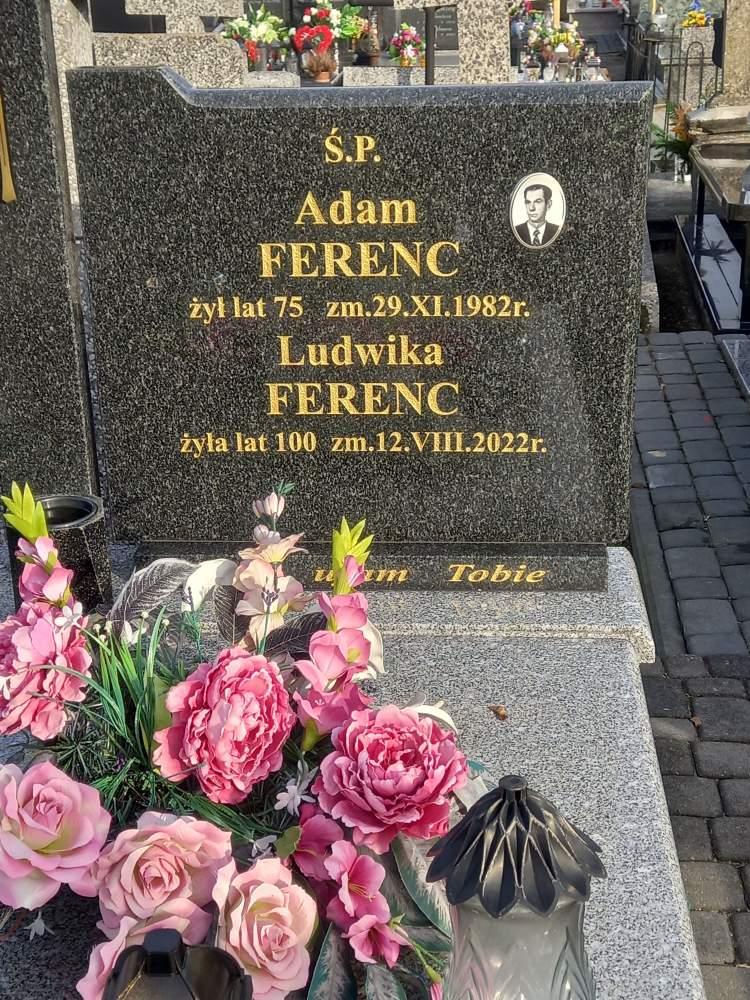 Ś.P.
Adam
FERENC
żył lat 75 zm.29.XI.1982r.
Ludwika
FERENC
żyła lat 100 zm.12.VIII.2022r.
Tobie